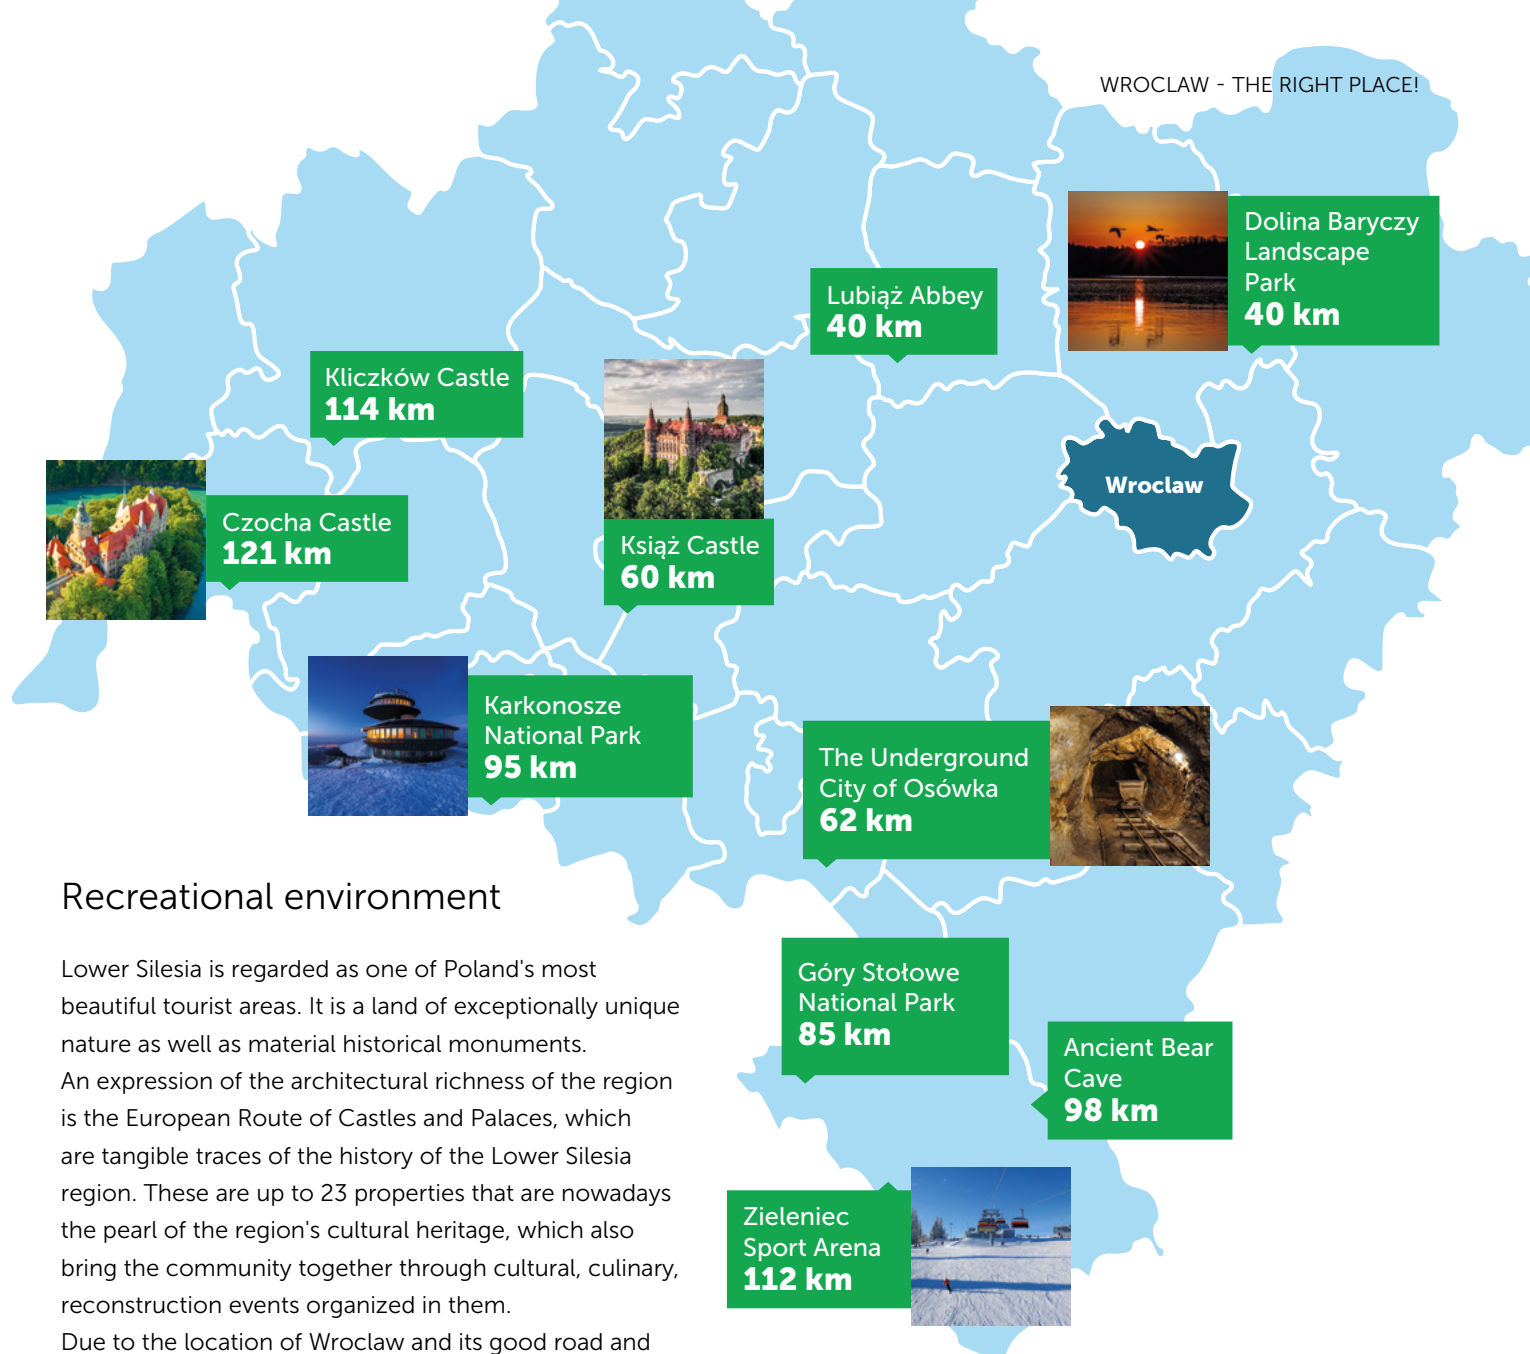 WROCLAW - THE RIGHT PLACE!
Dolina Baryczy
Landscape
Park
40 km
Lubiąż Abbey
40 km
Kliczków Castle
114 km
Wroclaw
Czocha Castle
121 km
Książ Castle
60 km
Karkonosze
National Park
95 km
The Underground
City of Osówka
62 km
Recreational environment
Lower Silesia is regarded as one of Poland's most
beautiful tourist areas. It is a land of exceptionally unique
nature as well as material historical monuments.
An expression of the architectural richness of the region
is the European Route of Castles and Palaces, which
are tangible traces of the history of the Lower Silesia
region. These are up to 23 properties that are nowadays
the pearl of the region's cultural heritage, which also
bring the community together through cultural, culinary,
reconstruction events organized in them.
Due to the location of Wroclaw and its good road and
Góry Stołowe
National Park
85 km
Ancient Bear
Cave
98 km
Zieleniec
Sport Arena
112 km